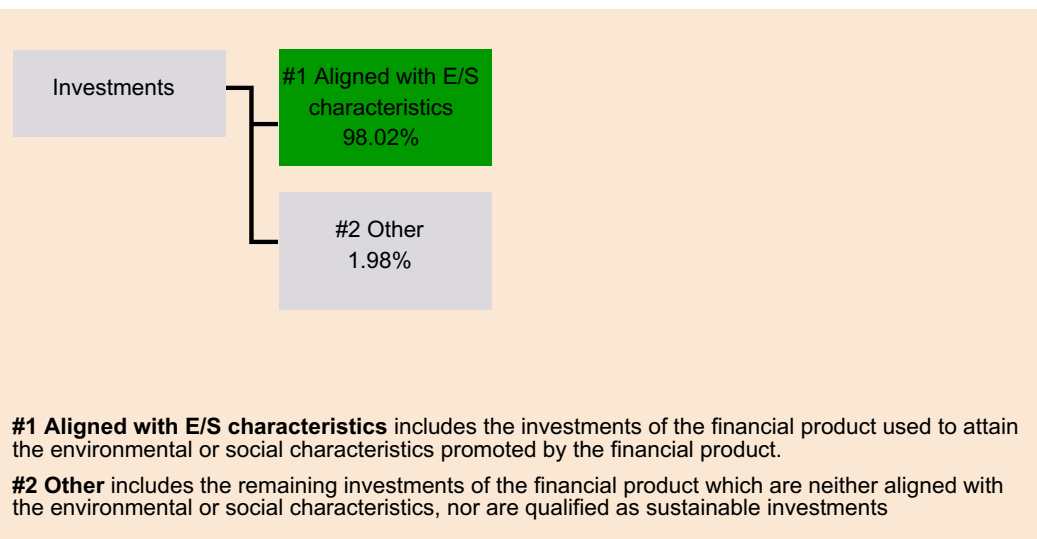 Investments
#1 Aligned with E/S
characteristics
98.02%
#2 Other
1.98%
#1 Aligned with E/S characteristics includes the investments of the financial product used to attain
the environmental or social characteristics promoted by the financial product.
#2 Other includes the remaining investments of the financial product which are neither aligned with
the environmental or social characteristics, nor are qualified as sustainable investments